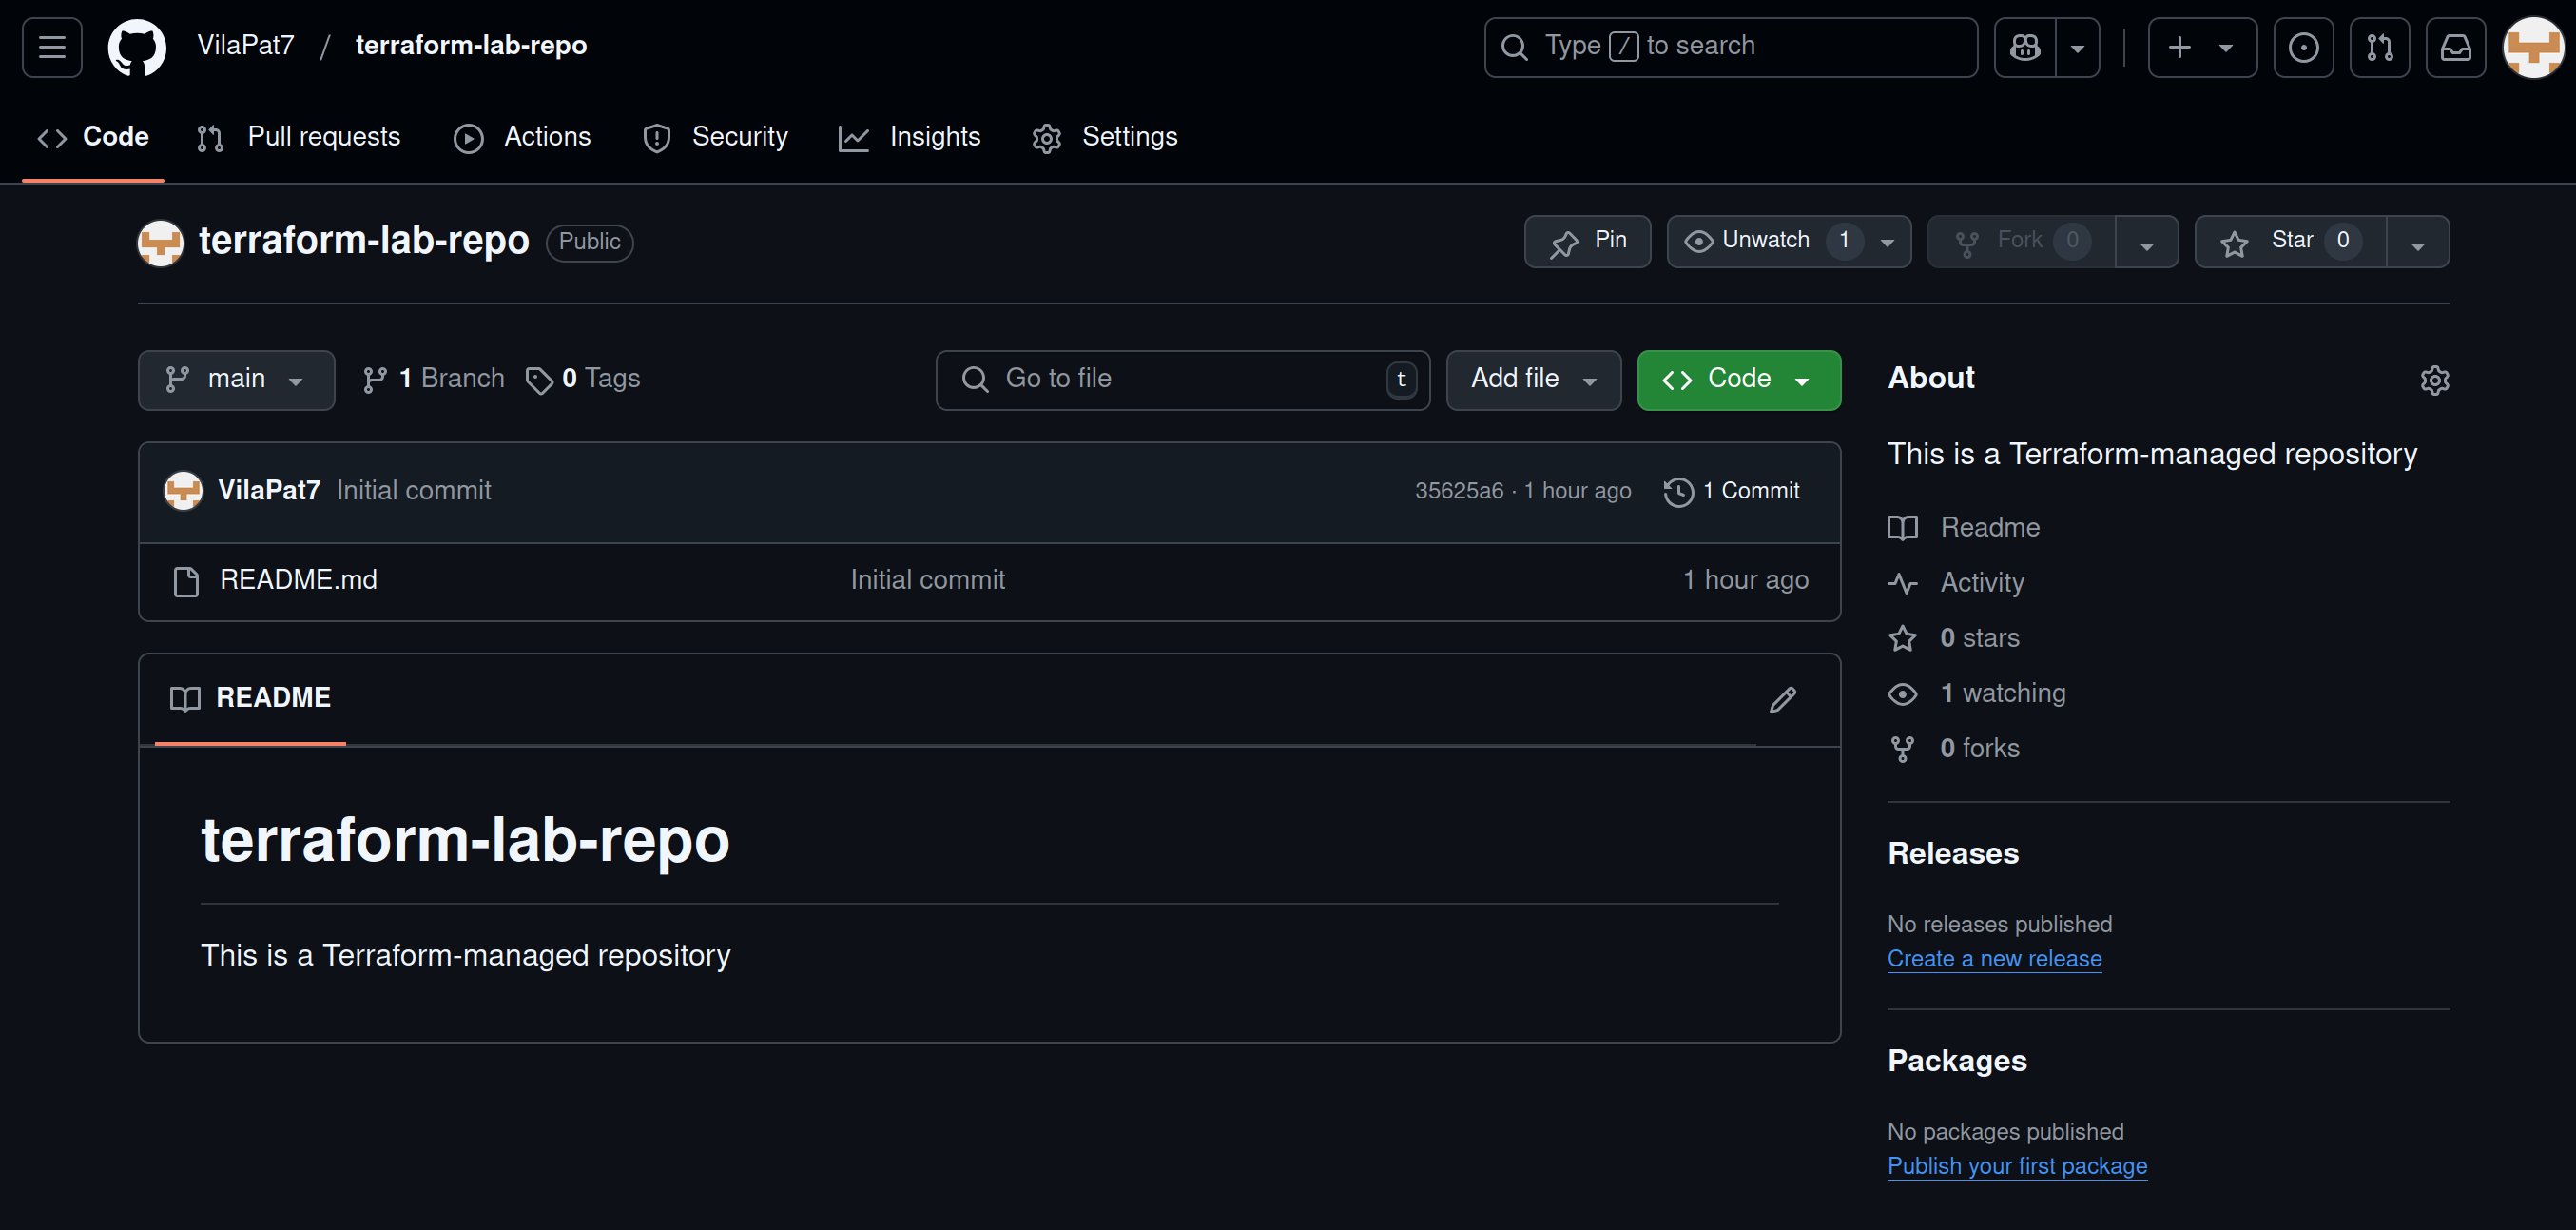 VilaPat7 / terraform-lab-repo
Type / to search
Code Pull requests Actions Security Insights Settings
terraform-lab-repo Public
Pin Unwatch 1 Fork 0 Star 0
main 1 Branch 0 Tags Go to file t Add file Code
VilaPat7 Initial commit 35625a6 · 1 hour ago 1 Commit
README.md Initial commit 1 hour ago
README
terraform-lab-repo
This is a Terraform-managed repository
About
This is a Terraform-managed repository
Readme
Activity
0 stars
1 watching
0 forks
Releases
No releases published
Create a new release
Packages
No packages published
Publish your first package